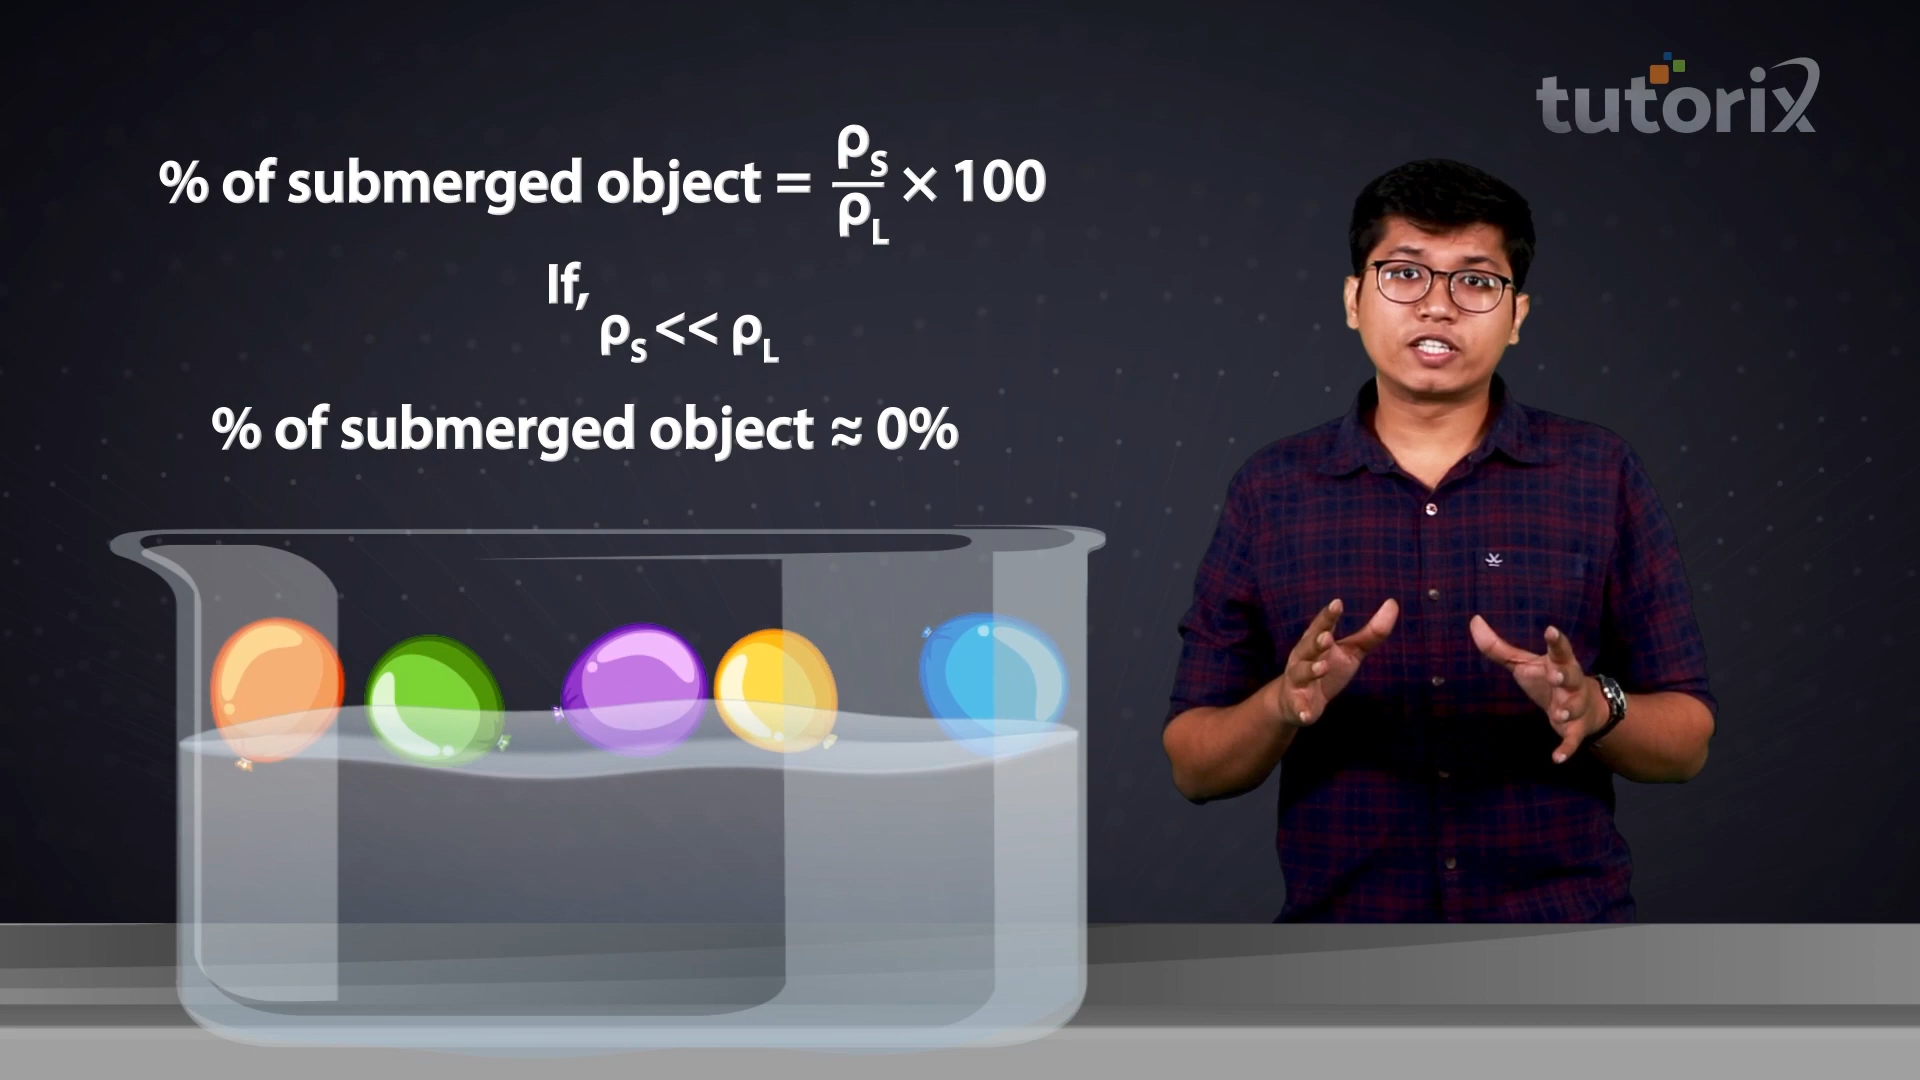 tutorix
% of submerged object = ρS/ρL × 100
If,
ρS << ρL
% of submerged object ≈ 0%